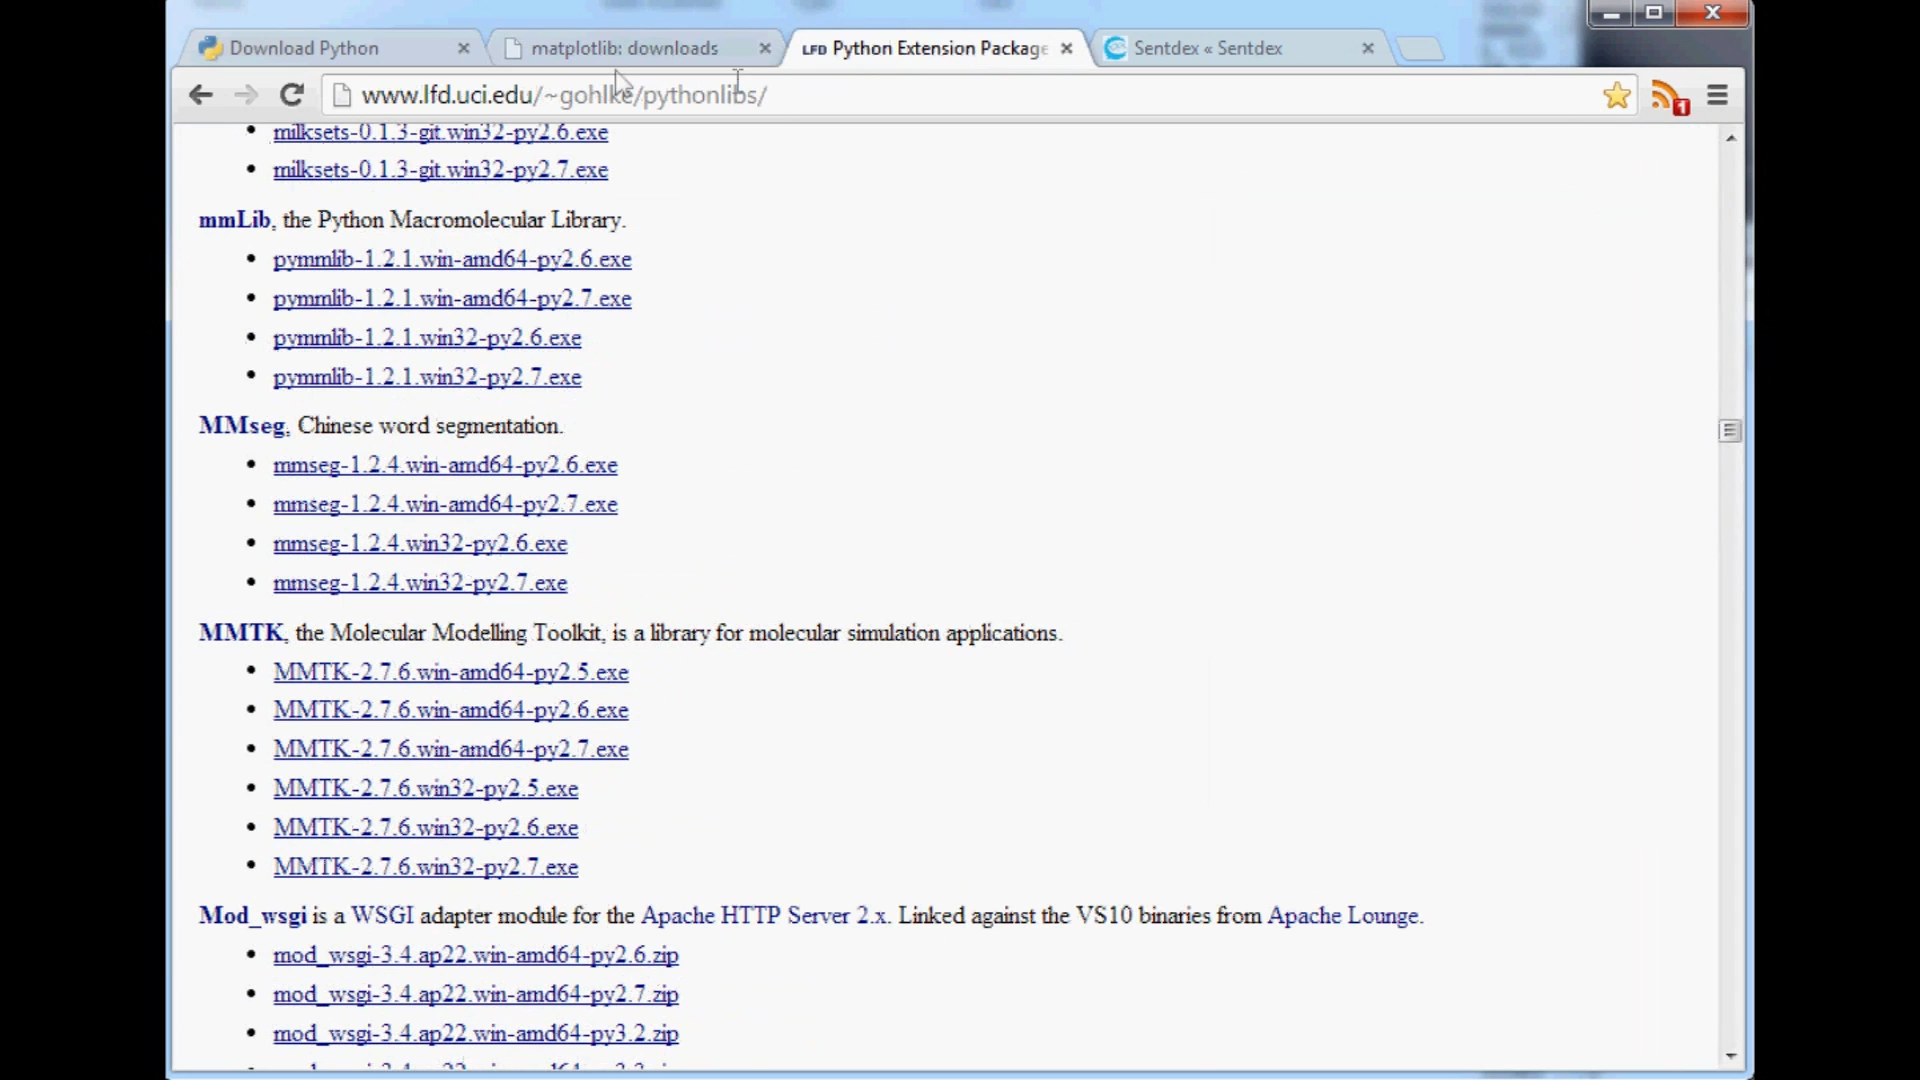 Download Python
matplotlib: downloads
LFD Python Extension Package
Sentdex « Sentdex
www.lfd.uci.edu/~gohlke/pythonlibs/
1
milksets-0.1.3-git.win32-py2.6.exe
milksets-0.1.3-git.win32-py2.7.exe
mmLib, the Python Macromolecular Library.
pymmlib-1.2.1.win-amd64-py2.6.exe
pymmlib-1.2.1.win-amd64-py2.7.exe
pymmlib-1.2.1.win32-py2.6.exe
pymmlib-1.2.1.win32-py2.7.exe
MMseg, Chinese word segmentation.
mmseg-1.2.4.win-amd64-py2.6.exe
mmseg-1.2.4.win-amd64-py2.7.exe
mmseg-1.2.4.win32-py2.6.exe
mmseg-1.2.4.win32-py2.7.exe
MMTK, the Molecular Modelling Toolkit, is a library for molecular simulation applications.
MMTK-2.7.6.win-amd64-py2.5.exe
MMTK-2.7.6.win-amd64-py2.6.exe
MMTK-2.7.6.win-amd64-py2.7.exe
MMTK-2.7.6.win32-py2.5.exe
MMTK-2.7.6.win32-py2.6.exe
MMTK-2.7.6.win32-py2.7.exe
Mod_wsgi is a WSGI adapter module for the Apache HTTP Server 2.x. Linked against the VS10 binaries from Apache Lounge.
mod_wsgi-3.4.ap22.win-amd64-py2.6.zip
mod_wsgi-3.4.ap22.win-amd64-py2.7.zip
mod_wsgi-3.4.ap22.win-amd64-py3.2.zip